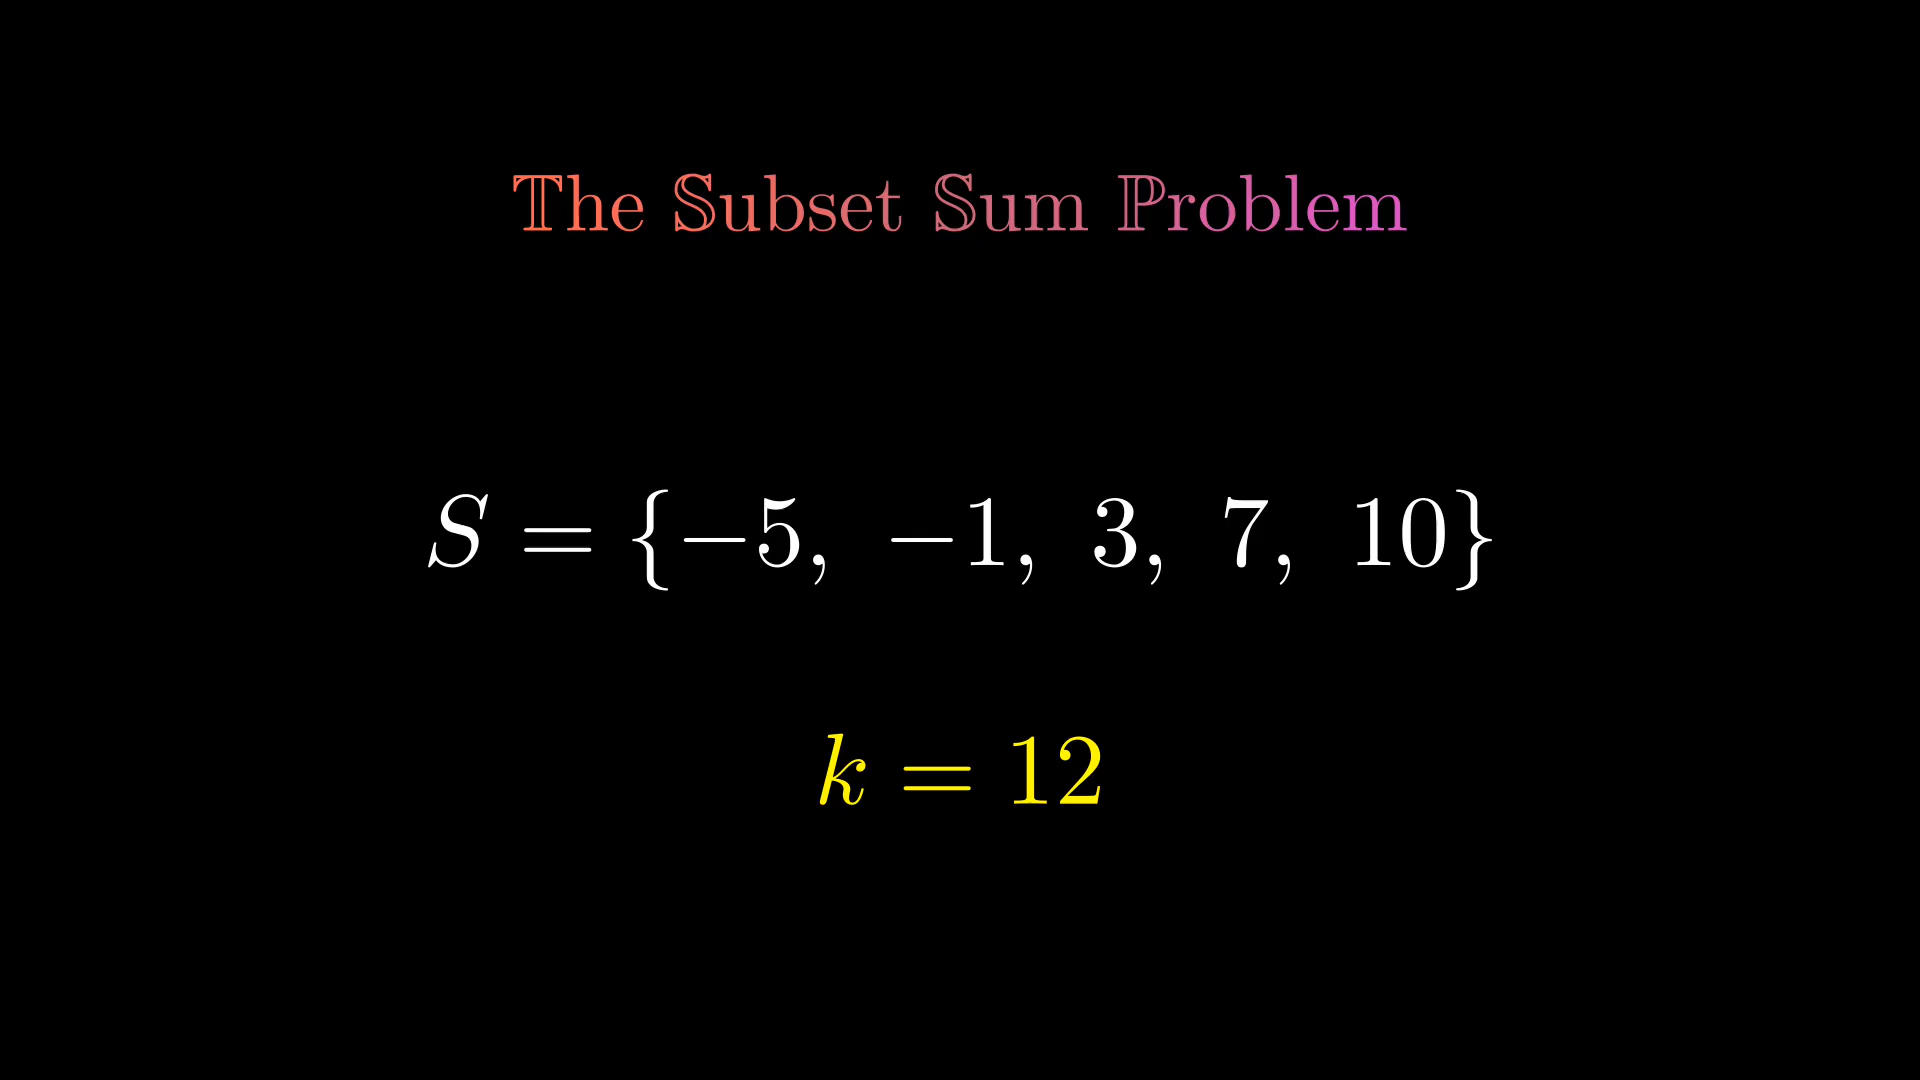 The Subset Sum Problem
S = {−5, −1, 3, 7, 10}
k = 12